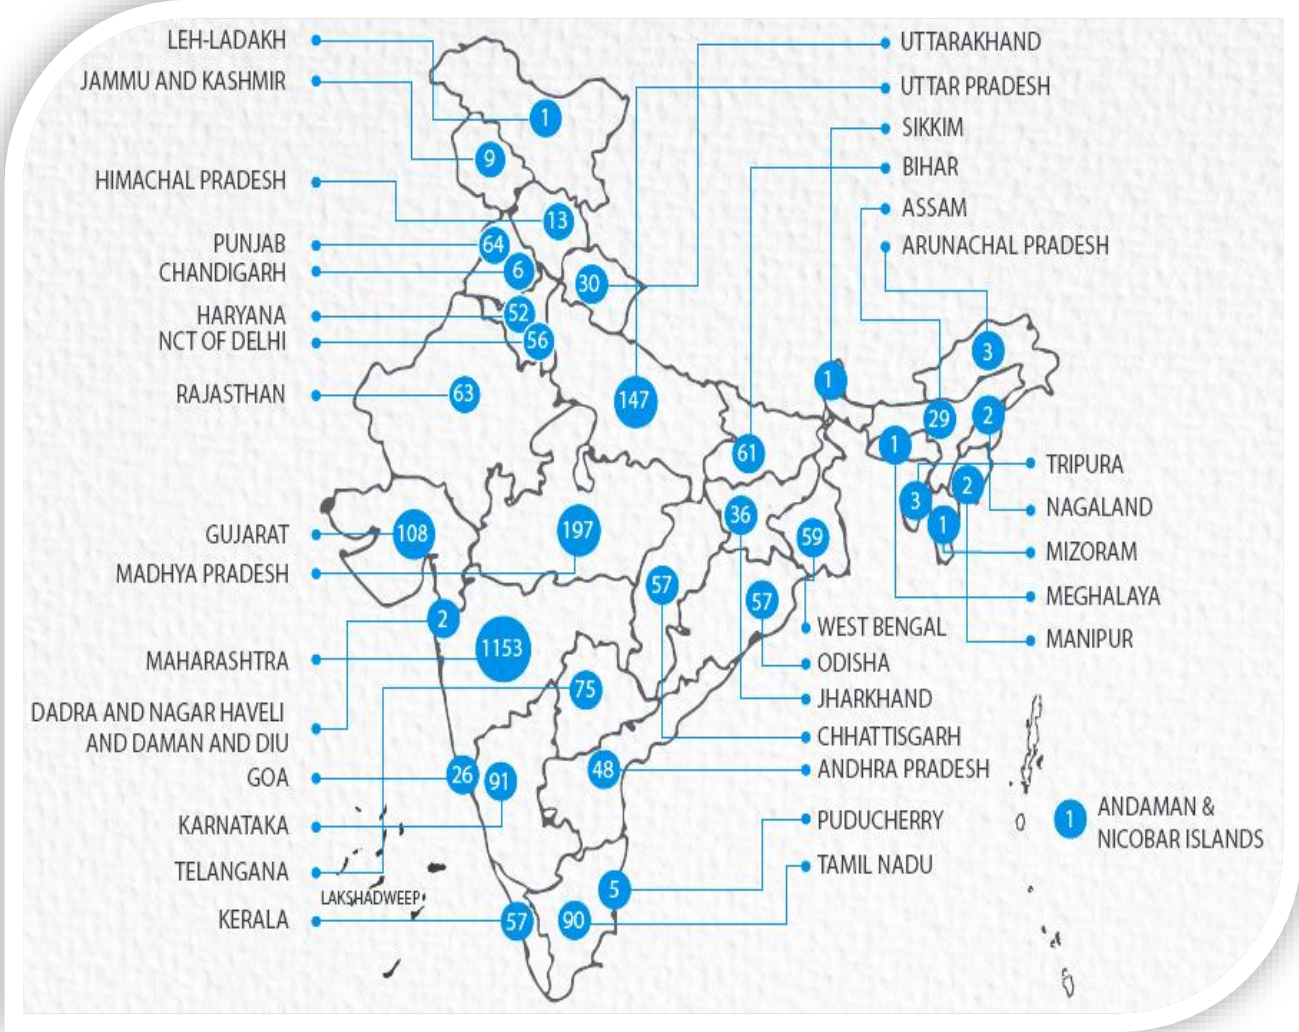 LEH-LADAKH
JAMMU AND KASHMIR
HIMACHAL PRADESH
PUNJAB
CHANDIGARH
HARYANA
NCT OF DELHI
RAJASTHAN
GUJARAT
MADHYA PRADESH
MAHARASHTRA
DADRA AND NAGAR HAVELI
AND DAMAN AND DIU
GOA
KARNATAKA
TELANGANA
LAKSHADWEEP
KERALA
1
9
13
64
6
30
52
56
63
147
1
3
29
2
1
61
2
3
1
36
108
197
59
57
57
2
1153
75
26
91
48
5
57
90
UTTARAKHAND
UTTAR PRADESH
SIKKIM
BIHAR
ASSAM
ARUNACHAL PRADESH
TRIPURA
NAGALAND
MIZORAM
MEGHALAYA
MANIPUR
WEST BENGAL
ODISHA
JHARKHAND
CHHATTISGARH
ANDHRA PRADESH
PUDUCHERRY
TAMIL NADU
1
ANDAMAN &
NICOBAR ISLANDS